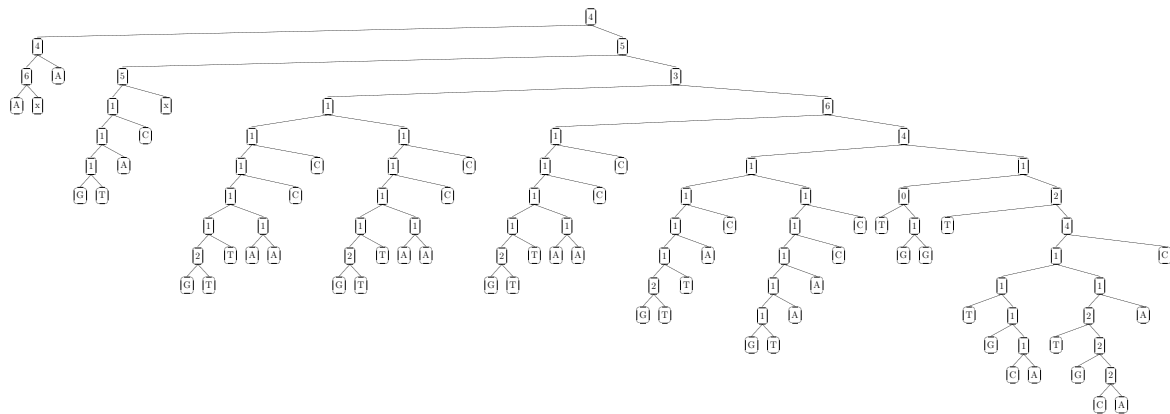 4
4 5
6 A 5 3
A x 1 x 1 6
1 C 1 1 1 4
1 A 1 C 1 C 1 C 1 1
G T 1 C 1 C 1 C 1 1 0 2
1 1 1 1 1 1 1 C 1 C T 1 T 4
2 T A A 2 T A A 2 T A A 1 A 1 C G G 1 C
G T G T G T 2 T 1 A 1 1
G T 1 A T 1 2 A
G T G 1 T 2
C A G 2
C A